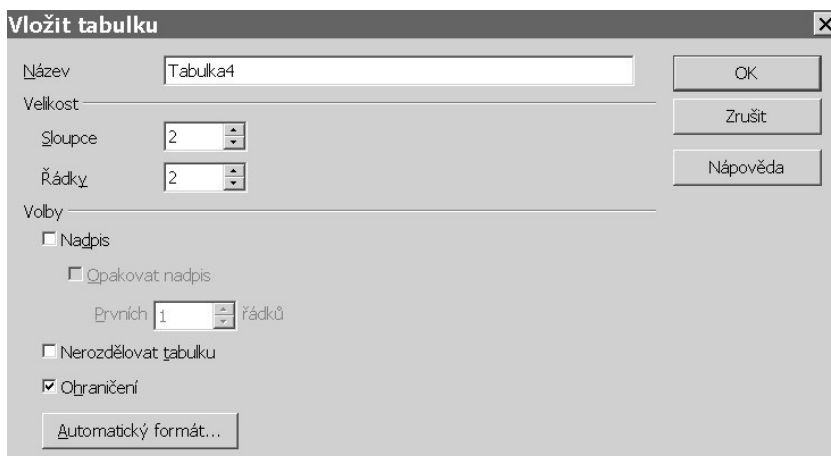 Vložit tabulku
Název Tabulka4
OK
Velikost
Zrušit
Sloupce 2
Řádky 2
Nápověda
Volby
Nadpis
Opakovat nadpis
Prvních 1 řádků
Nerozdělovat tabulku
Ohraničení
Automatický formát...